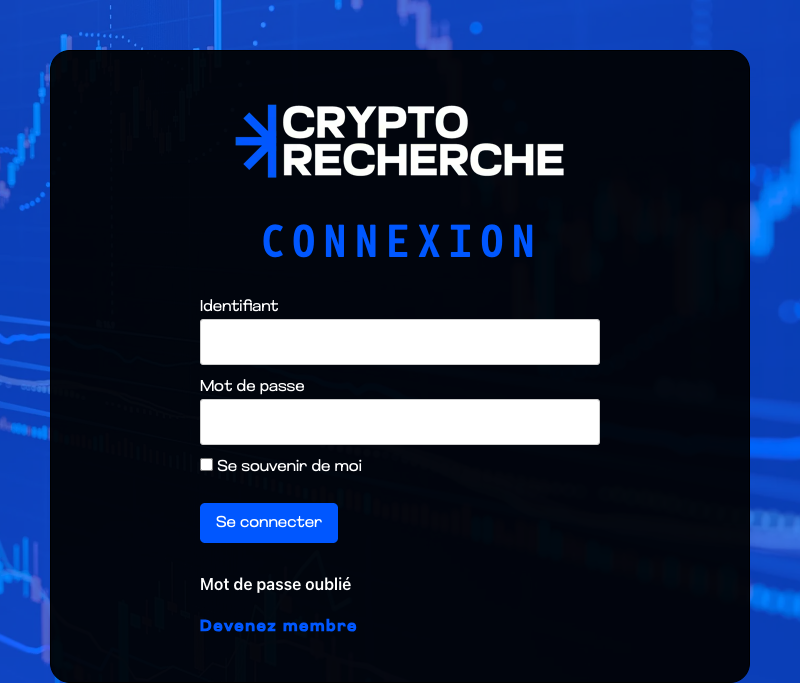 CRYPTO
RECHERCHE
CONNEXION
Identifiant
Mot de passe
Se souvenir de moi
Se connecter
Mot de passe oublié
Devenez membre